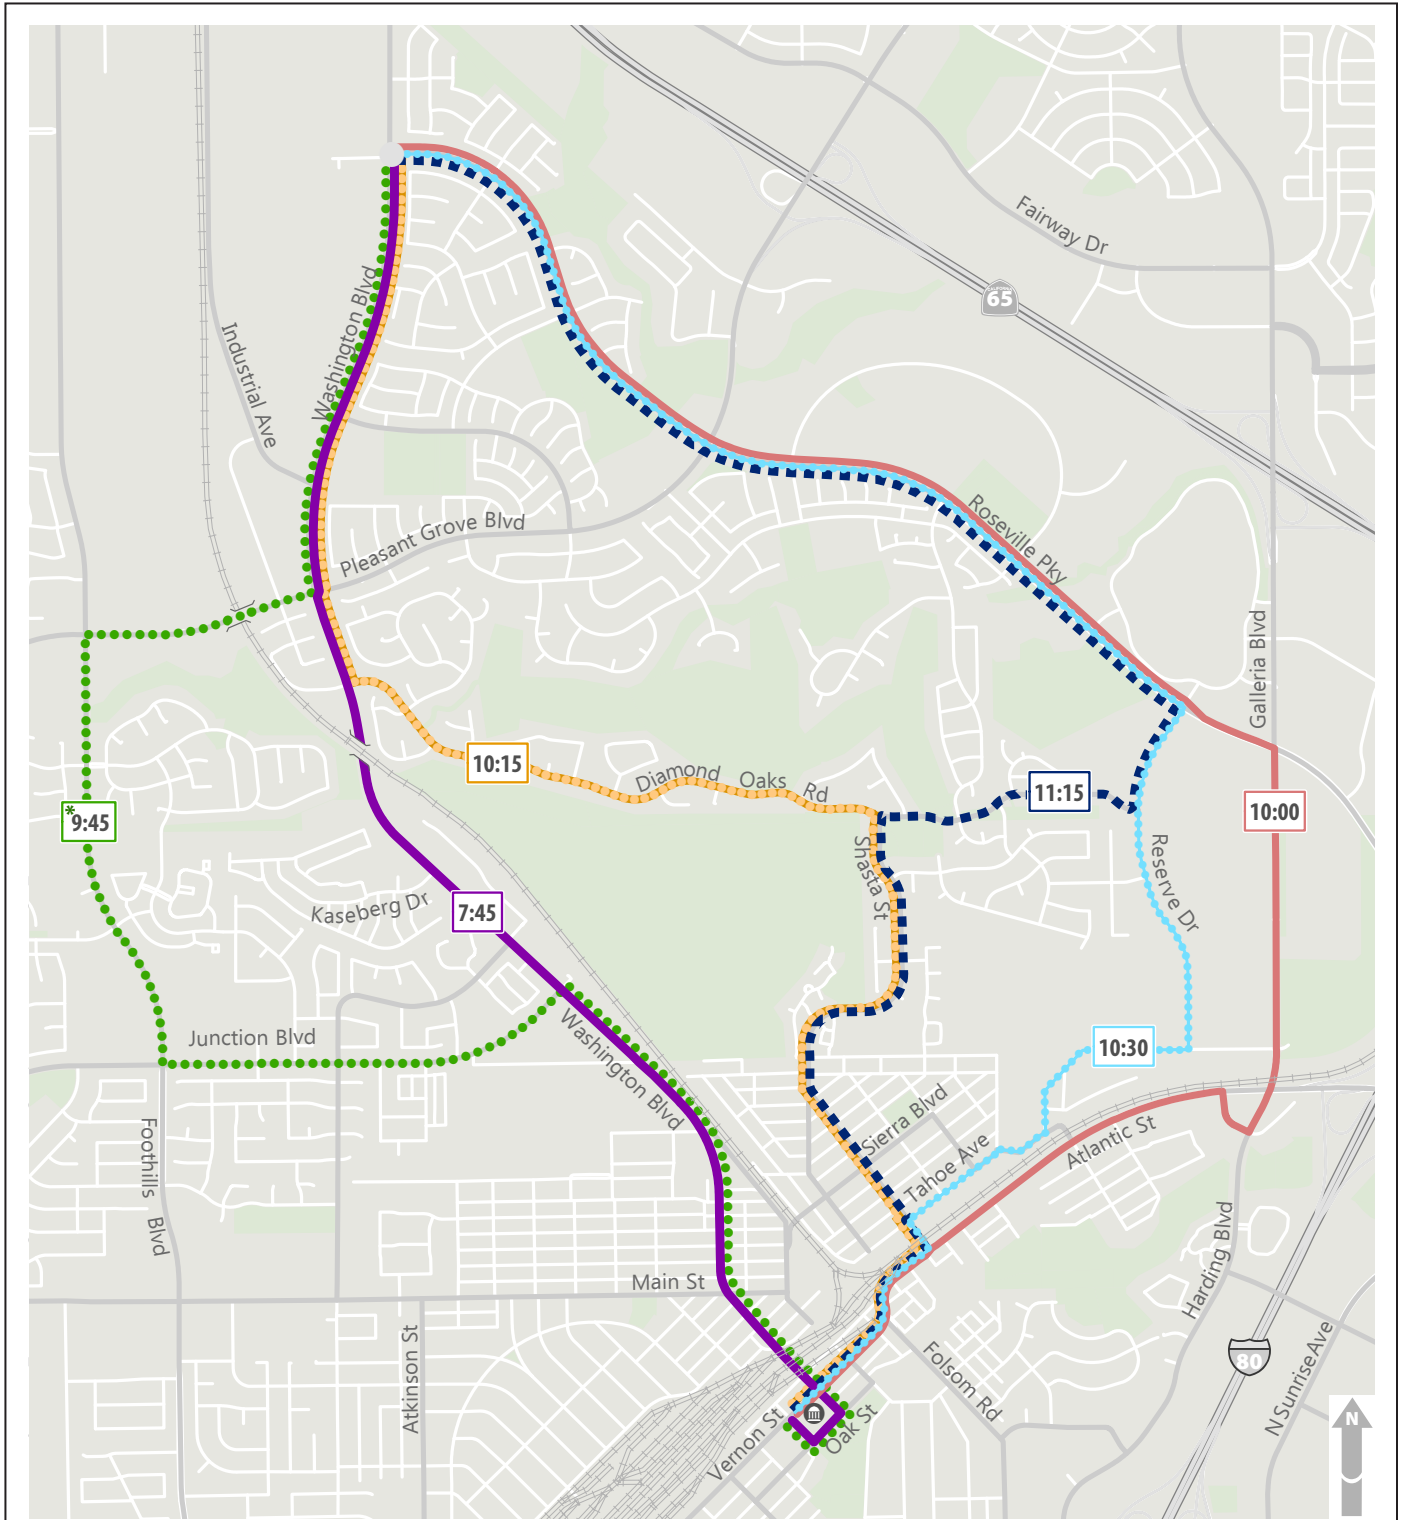 Fairway Dr
CALIFORNIA
65
Washington Blvd
Industrial Ave
Pleasant Grove Blvd
Roseville Pky
Galleria Blvd
10:15
Diamond Oaks Rd
11:15
10:00
*9:45
Shasta St
Reserve Dr
Kaseberg Dr
7:45
Junction Blvd
Washington Blvd
10:30
Foothills Blvd
Sierra Blvd
Tahoe Ave
Atlantic St
Harding Blvd
Main St
Atkinson St
Folsom Rd
80
N Sunrise Ave
Vernon St
Oak St
N